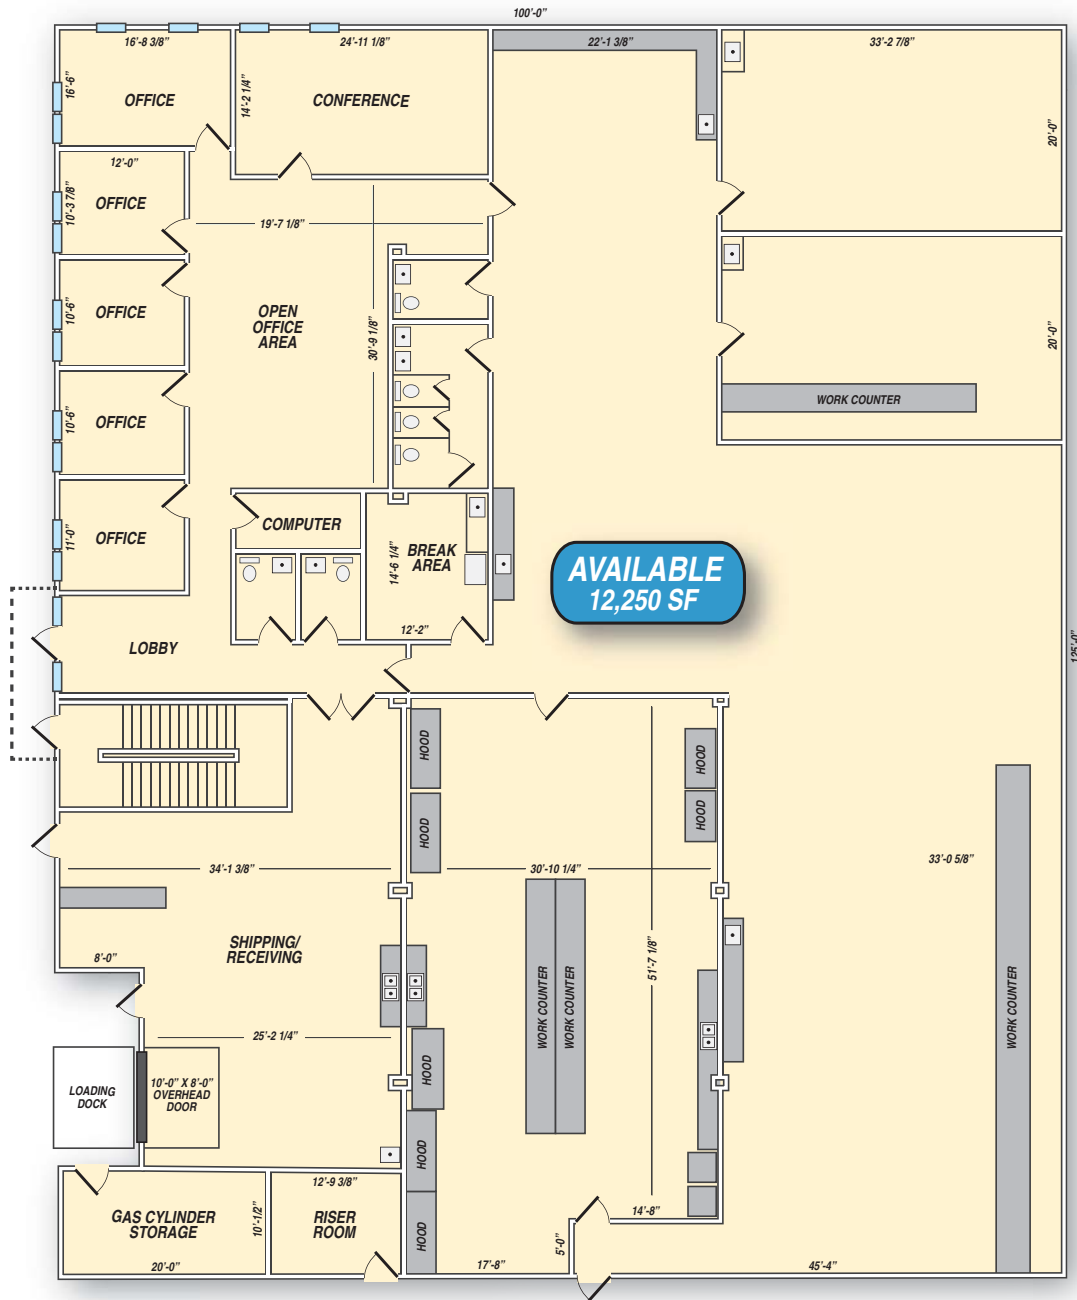 100'-0"
16'-8 3/8"
24'-11 1/8"
22'-1 3/8"
33'-2 7/8"
16'-6"
OFFICE
14'-2 1/4"
CONFERENCE
20'-0"
12'-0"
10'-3 7/8"
OFFICE
19'-7 1/8"
10'-6"
OFFICE
OPEN
OFFICE
AREA
30'-9 1/8"
20'-0"
WORK COUNTER
10'-6"
OFFICE
11'-0"
OFFICE
COMPUTER
14'-6 1/4"
BREAK
AREA
12'-2"
AVAILABLE
12,250 SF
LOBBY
125'-0"
HOOD
HOOD
HOOD
HOOD
34'-1 3/8"
30'-10 1/4"
33'-0 5/8"
SHIPPING/
RECEIVING
8'-0"
51'-7 1/8"
WORK COUNTER
WORK COUNTER
WORK COUNTER
25'-2 1/4"
LOADING
DOCK
10'-0" X 8'-0"
OVERHEAD
DOOR
HOOD
HOOD
HOOD
12'-9 3/8"
GAS CYLINDER
STORAGE
10'-1/2"
RISER
ROOM
14'-8"
5'-0"
20'-0"
17'-8"
45'-4"